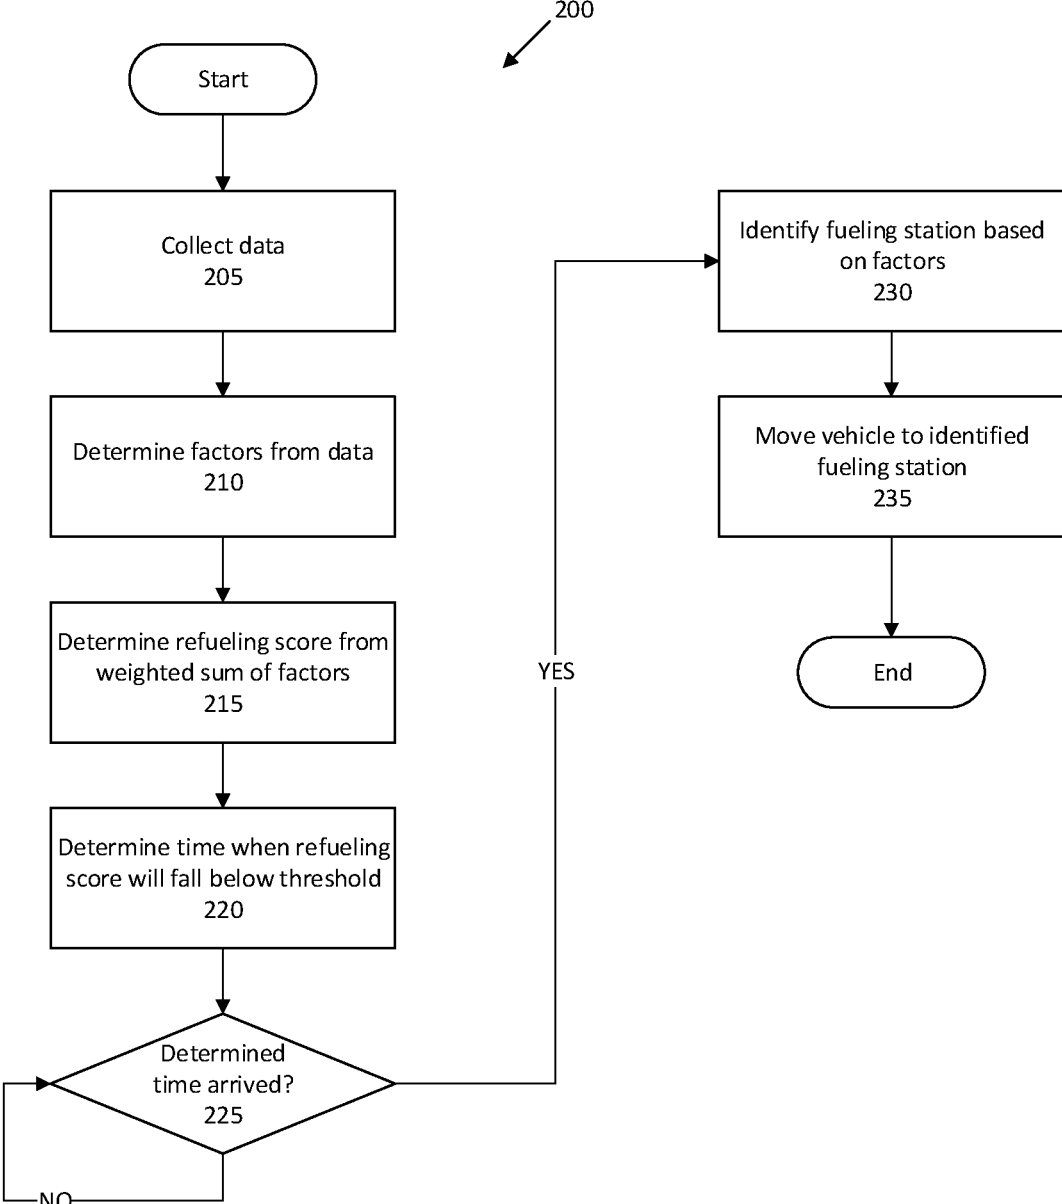 200
Start
Collect data
205
Determine factors from data
210
Determine refueling score from
weighted sum of factors
215
Determine time when refueling
score will fall below threshold
220
Determined
time arrived?
225
NO
YES
Identify fueling station based
on factors
230
Move vehicle to identified
fueling station
235
End